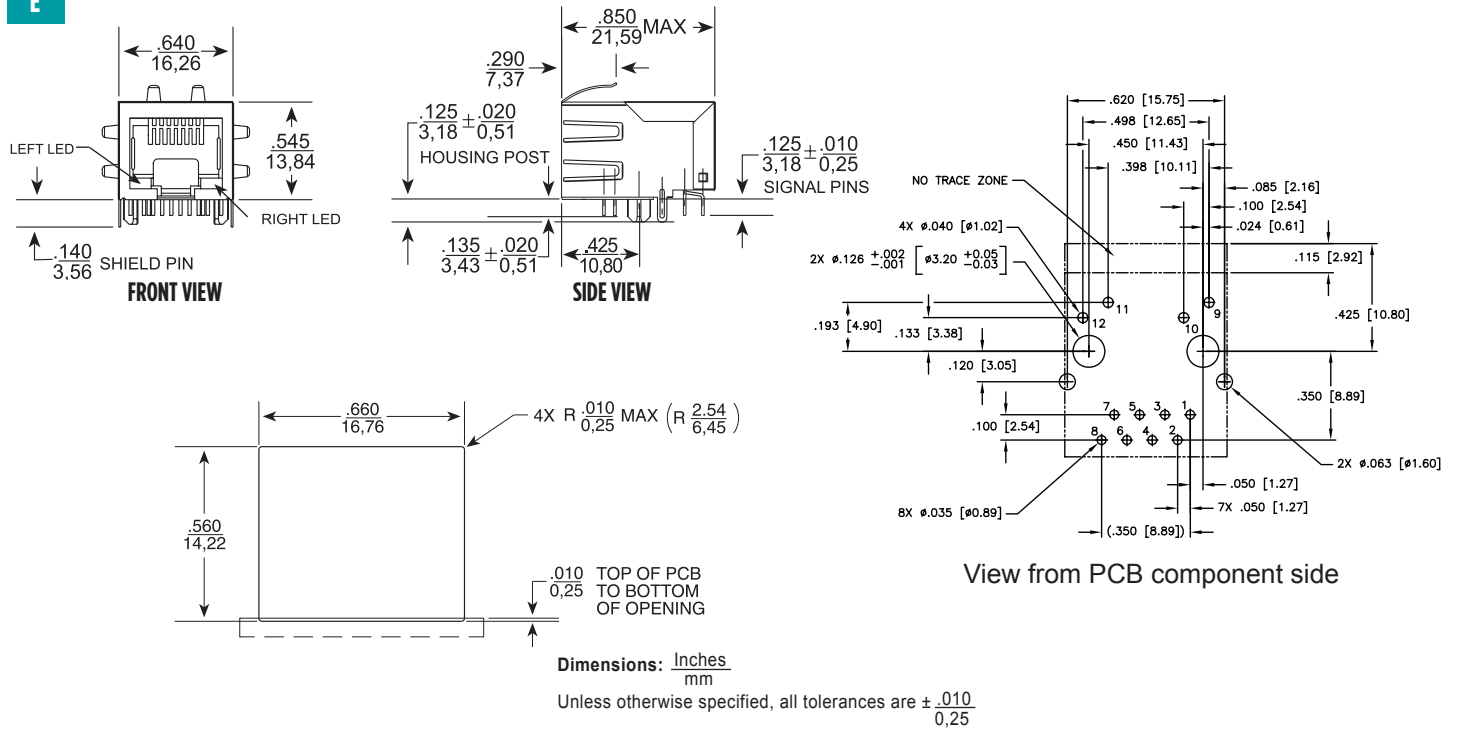 E
.640
16,26
LEFT LED
.545
13,84
RIGHT LED
.140
3,56
SHIELD PIN
FRONT VIEW
.850
21,59
MAX
.290
7,37
.125 ± .020
3,18 0,51
HOUSING POST
.125 ± .010
3,18 0,25
SIGNAL PINS
.135 ± .020
3,43 0,51
.425
10,80
SIDE VIEW
.620 [15.75]
.498 [12.65]
.450 [11.43]
.398 [10.11]
NO TRACE ZONE
.085 [2.16]
.100 [2.54]
4X ø.040 [ø1.02]
.024 [0.61]
2X ø.126 +.002 -.001 [ø3.20 +0.05 -0.03]
.115 [2.92]
11
9
12
10
.193 [4.90]
.133 [3.38]
.425 [10.80]
.120 [3.05]
.350 [8.89]
7 5 3 1
.100 [2.54]
8 6 4 2
2X ø.063 [ø1.60]
.050 [1.27]
8X ø.035 [ø0.89]
7X .050 [1.27]
(.350 [8.89])
View from PCB component side
.660
16,76
4X R .010 MAX (R 2.54)
0,25 6,45
.560
14,22
.010
0,25
TOP OF PCB
TO BOTTOM
OF OPENING
Dimensions: Inches
mm
Unless otherwise specified, all tolerances are ± .010
0,25